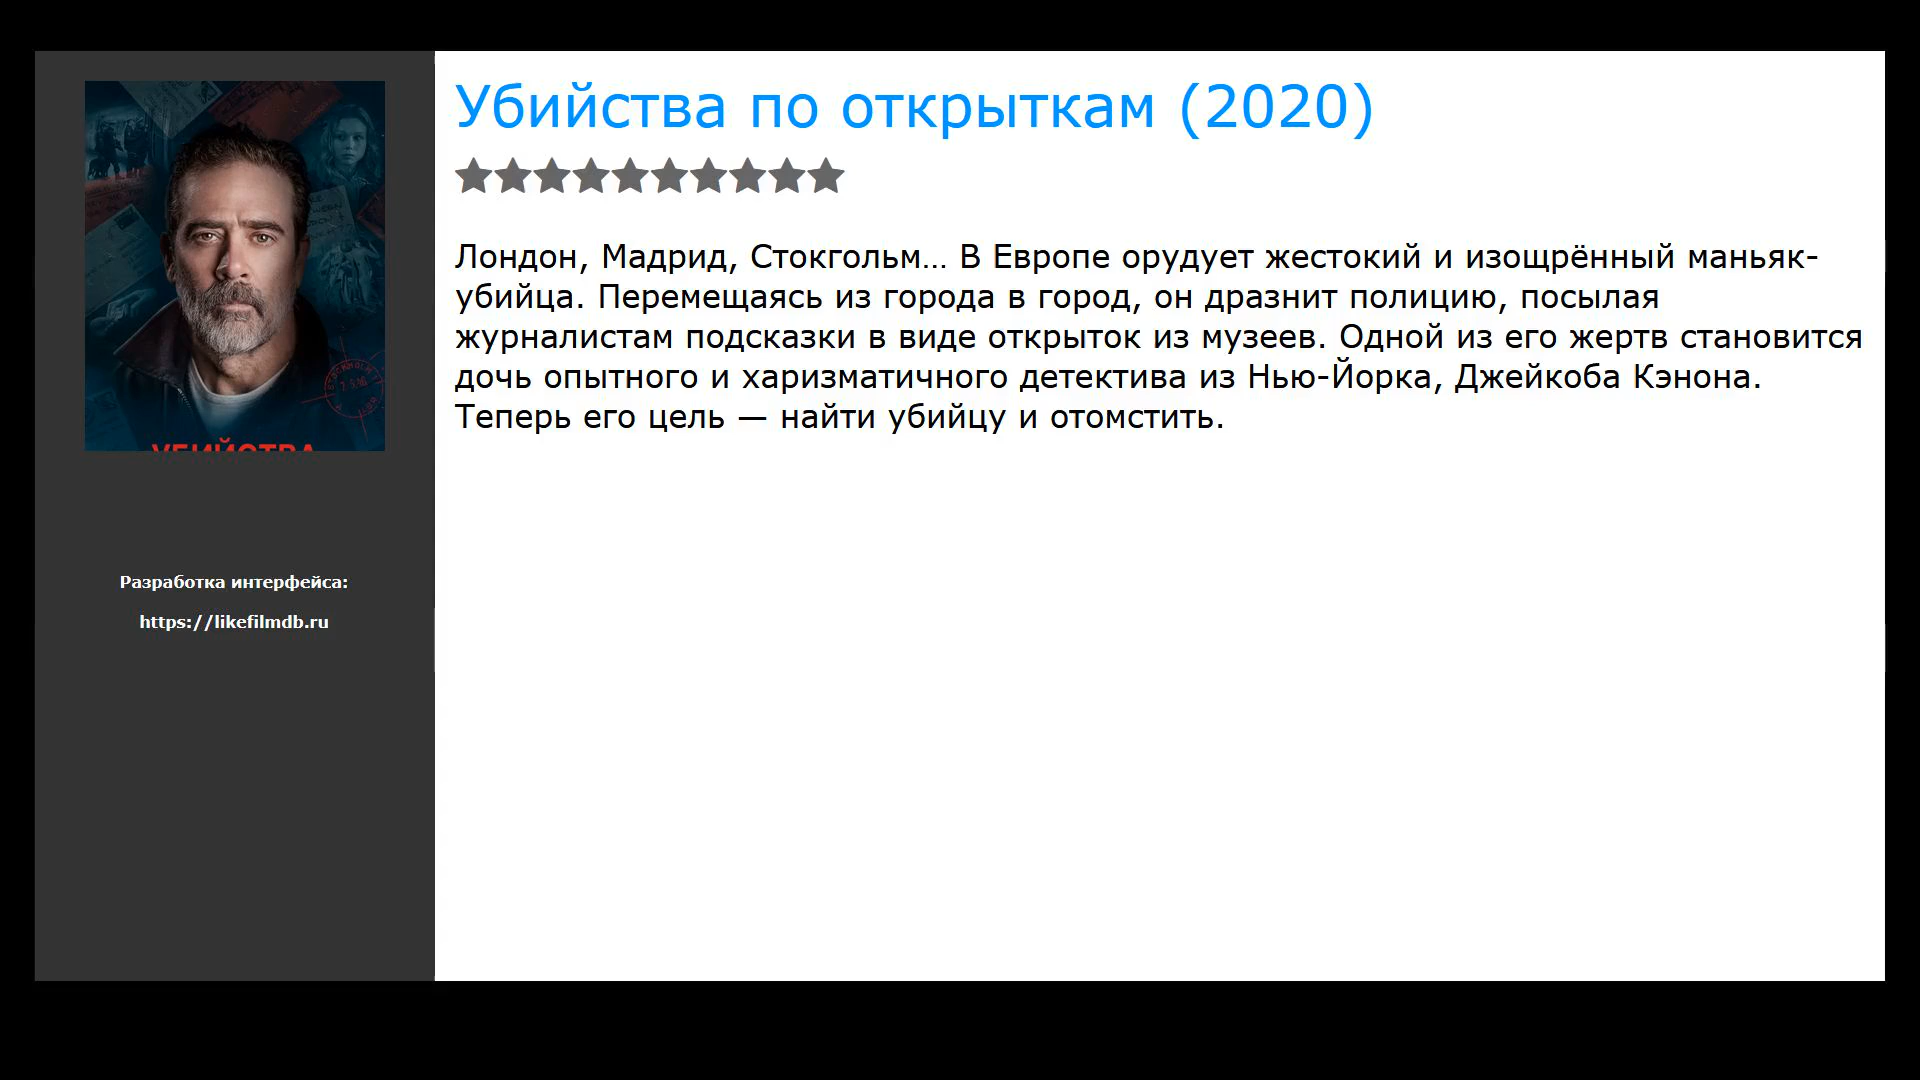 Убийства по открыткам (2020)
Лондон, Мадрид, Стокгольм... В Европе орудует жестокий и изощрённый маньяк-
убийца. Перемещаясь из города в город, он дразнит полицию, посылая
журналистам подсказки в виде открыток из музеев. Одной из его жертв становится
дочь опытного и харизматичного детектива из Нью-Йорка, Джейкоба Кэнона.
Теперь его цель — найти убийцу и отомстить.
УБИЙСТВА
Разработка интерфейса:
https://likefilmdb.ru